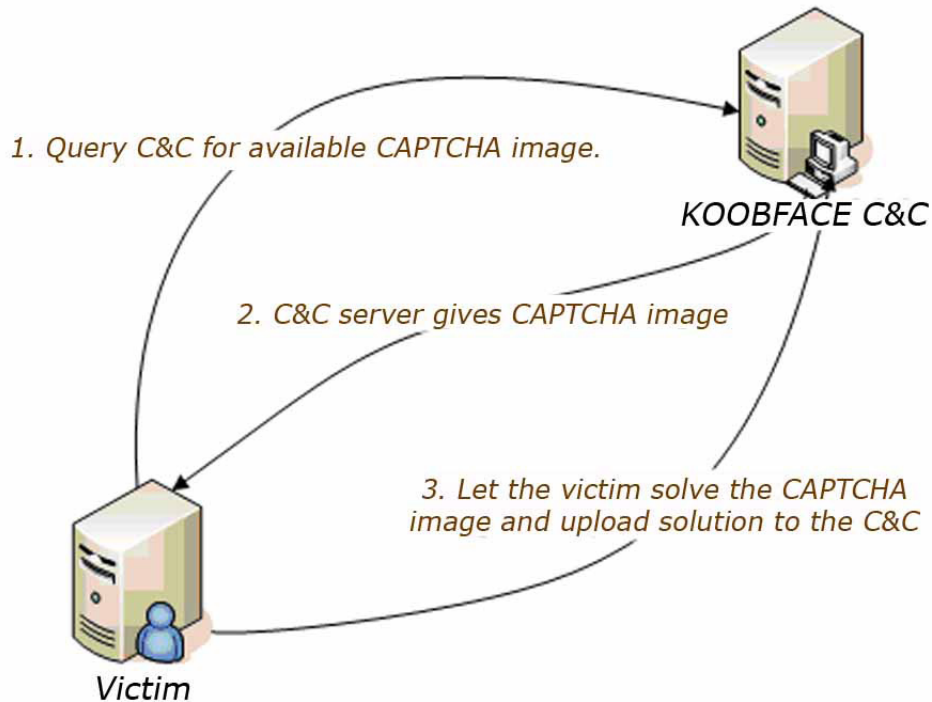 1. Query C&C for available CAPTCHA image.
KOOBFACE C&C
2. C&C server gives CAPTCHA image
3. Let the victim solve the CAPTCHA
image and upload solution to the C&C
Victim